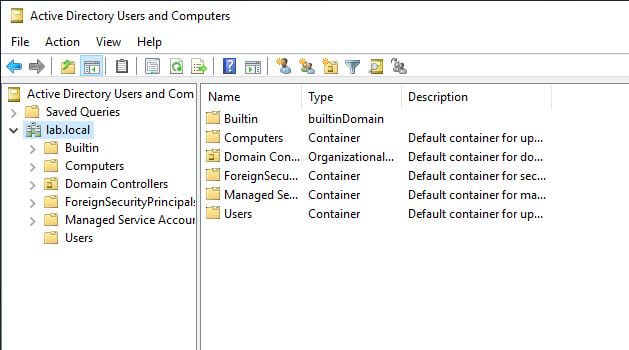 Active Directory Users and Computers
File Action View Help
Active Directory Users and Com
Name Type Description
Saved Queries
lab.local
Builtin
Computers
Domain Controllers
ForeignSecurityPrincipals
Managed Service Accour
Users
Builtin builtinDomain
Computers Container Default container for up...
Domain Con... Organizational... Default container for do...
ForeignSecu... Container Default container for sec...
Managed Se... Container Default container for ma...
Users Container Default container for up...